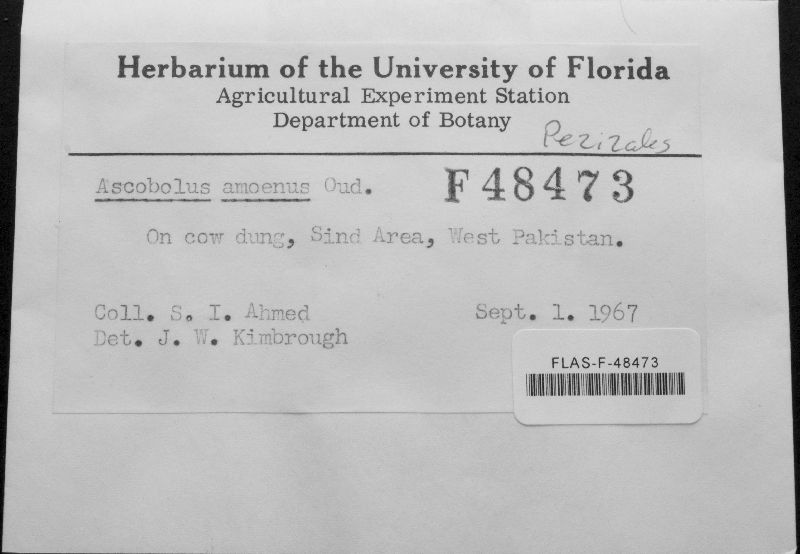 Herbarium of the University of Florida
Agricultural Experiment Station
Department of Botany
Pezizales
Ascobolus amoenus Oud.
F48473
On cow dung, Sind Area, West Pakistan.
Coll. S. I. Ahmed
Sept. 1. 1967
Det. J. W. Kimbrough
FLAS-F-48473